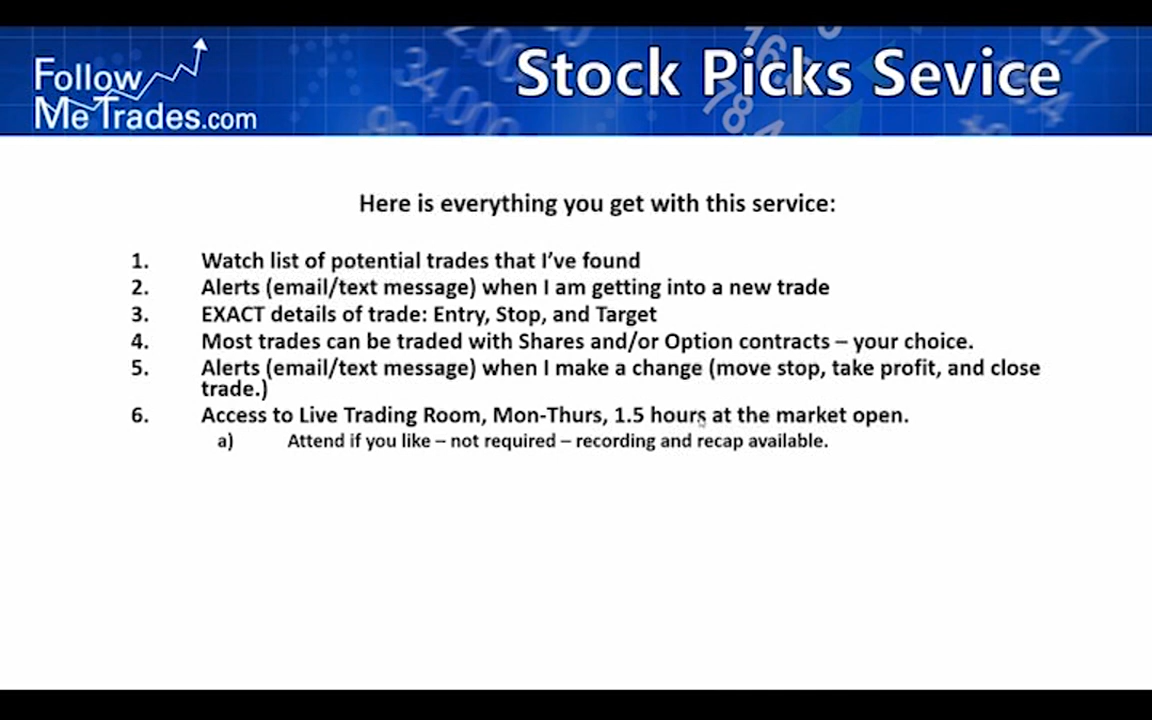 Follow
MeTrades.com
Stock Picks Sevice
Here is everything you get with this service:
1. Watch list of potential trades that I've found
2. Alerts (email/text message) when I am getting into a new trade
3. EXACT details of trade: Entry, Stop, and Target
4. Most trades can be traded with Shares and/or Option contracts – your choice.
5. Alerts (email/text message) when I make a change (move stop, take profit, and close
trade.)
6. Access to Live Trading Room, Mon-Thurs, 1.5 hours at the market open.
a) Attend if you like – not required – recording and recap available.